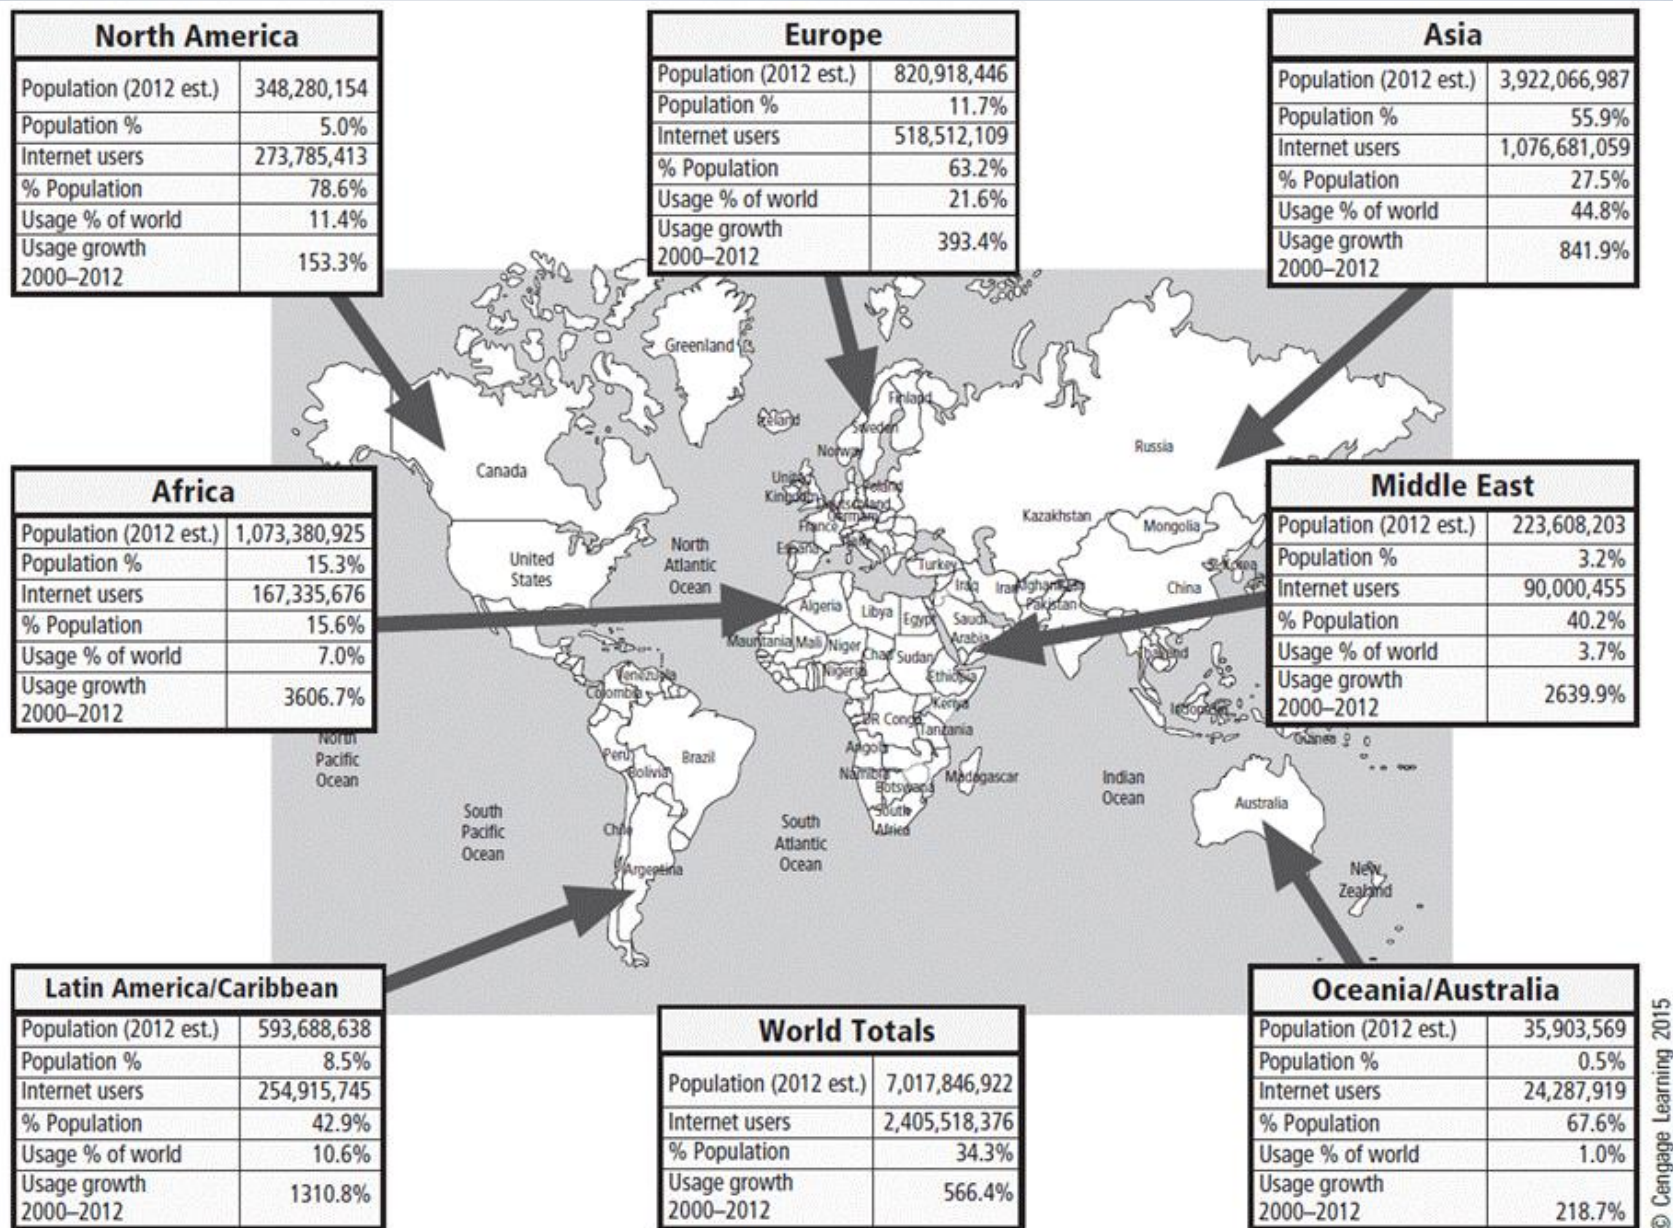 North America
Population (2012 est.) 348,280,154
Population % 5.0%
Internet users 273,785,413
% Population 78.6%
Usage % of world 11.4%
Usage growth
2000–2012 153.3%
Europe
Population (2012 est.) 820,918,446
Population % 11.7%
Internet users 518,512,109
% Population 63.2%
Usage % of world 21.6%
Usage growth
2000–2012 393.4%
Asia
Population (2012 est.) 3,922,066,987
Population % 55.9%
Internet users 1,076,681,059
% Population 27.5%
Usage % of world 44.8%
Usage growth
2000–2012 841.9%
Africa
Population (2012 est.) 1,073,380,925
Population % 15.3%
Internet users 167,335,676
% Population 15.6%
Usage % of world 7.0%
Usage growth
2000–2012 3606.7%
Middle East
Population (2012 est.) 223,608,203
Population % 3.2%
Internet users 90,000,455
% Population 40.2%
Usage % of world 3.7%
Usage growth
2000–2012 2639.9%
Greenland
Iceland
Finland
Sweden
Norway
Russia
Canada
United
Kingdom
Poland
Deutschland
Germany
France
Italy
España
Kazakhstan
Mongolia
United
States
North
Atlantic
Ocean
Turkey
S. Korea
Iraq
Iran
Afghanistan
China
Pakistan
Algeria
Libya
Egypt
Saudi
Arabia
Mauritania
Mali
Niger
Chad
Sudan
Thailand
Nigeria
Ethiopia
Venezuela
Colombia
Kenya
DR Congo
Tanzania
Indonesia
Guinea
North
Pacific
Ocean
Peru
Brazil
Bolivia
Angola
Namibia
Botswana
Madagascar
Indian
Ocean
South
Africa
Australia
South
Pacific
Ocean
Chile
South
Atlantic
Ocean
Argentina
New
Zealand
Latin America/Caribbean
Population (2012 est.) 593,688,638
Population % 8.5%
Internet users 254,915,745
% Population 42.9%
Usage % of world 10.6%
Usage growth
2000–2012 1310.8%
World Totals
Population (2012 est.) 7,017,846,922
Internet users 2,405,518,376
% Population 34.3%
Usage growth
2000–2012 566.4%
Oceania/Australia
Population (2012 est.) 35,903,569
Population % 0.5%
Internet users 24,287,919
% Population 67.6%
Usage % of world 1.0%
Usage growth
2000–2012 218.7%
© Cengage Learning 2015